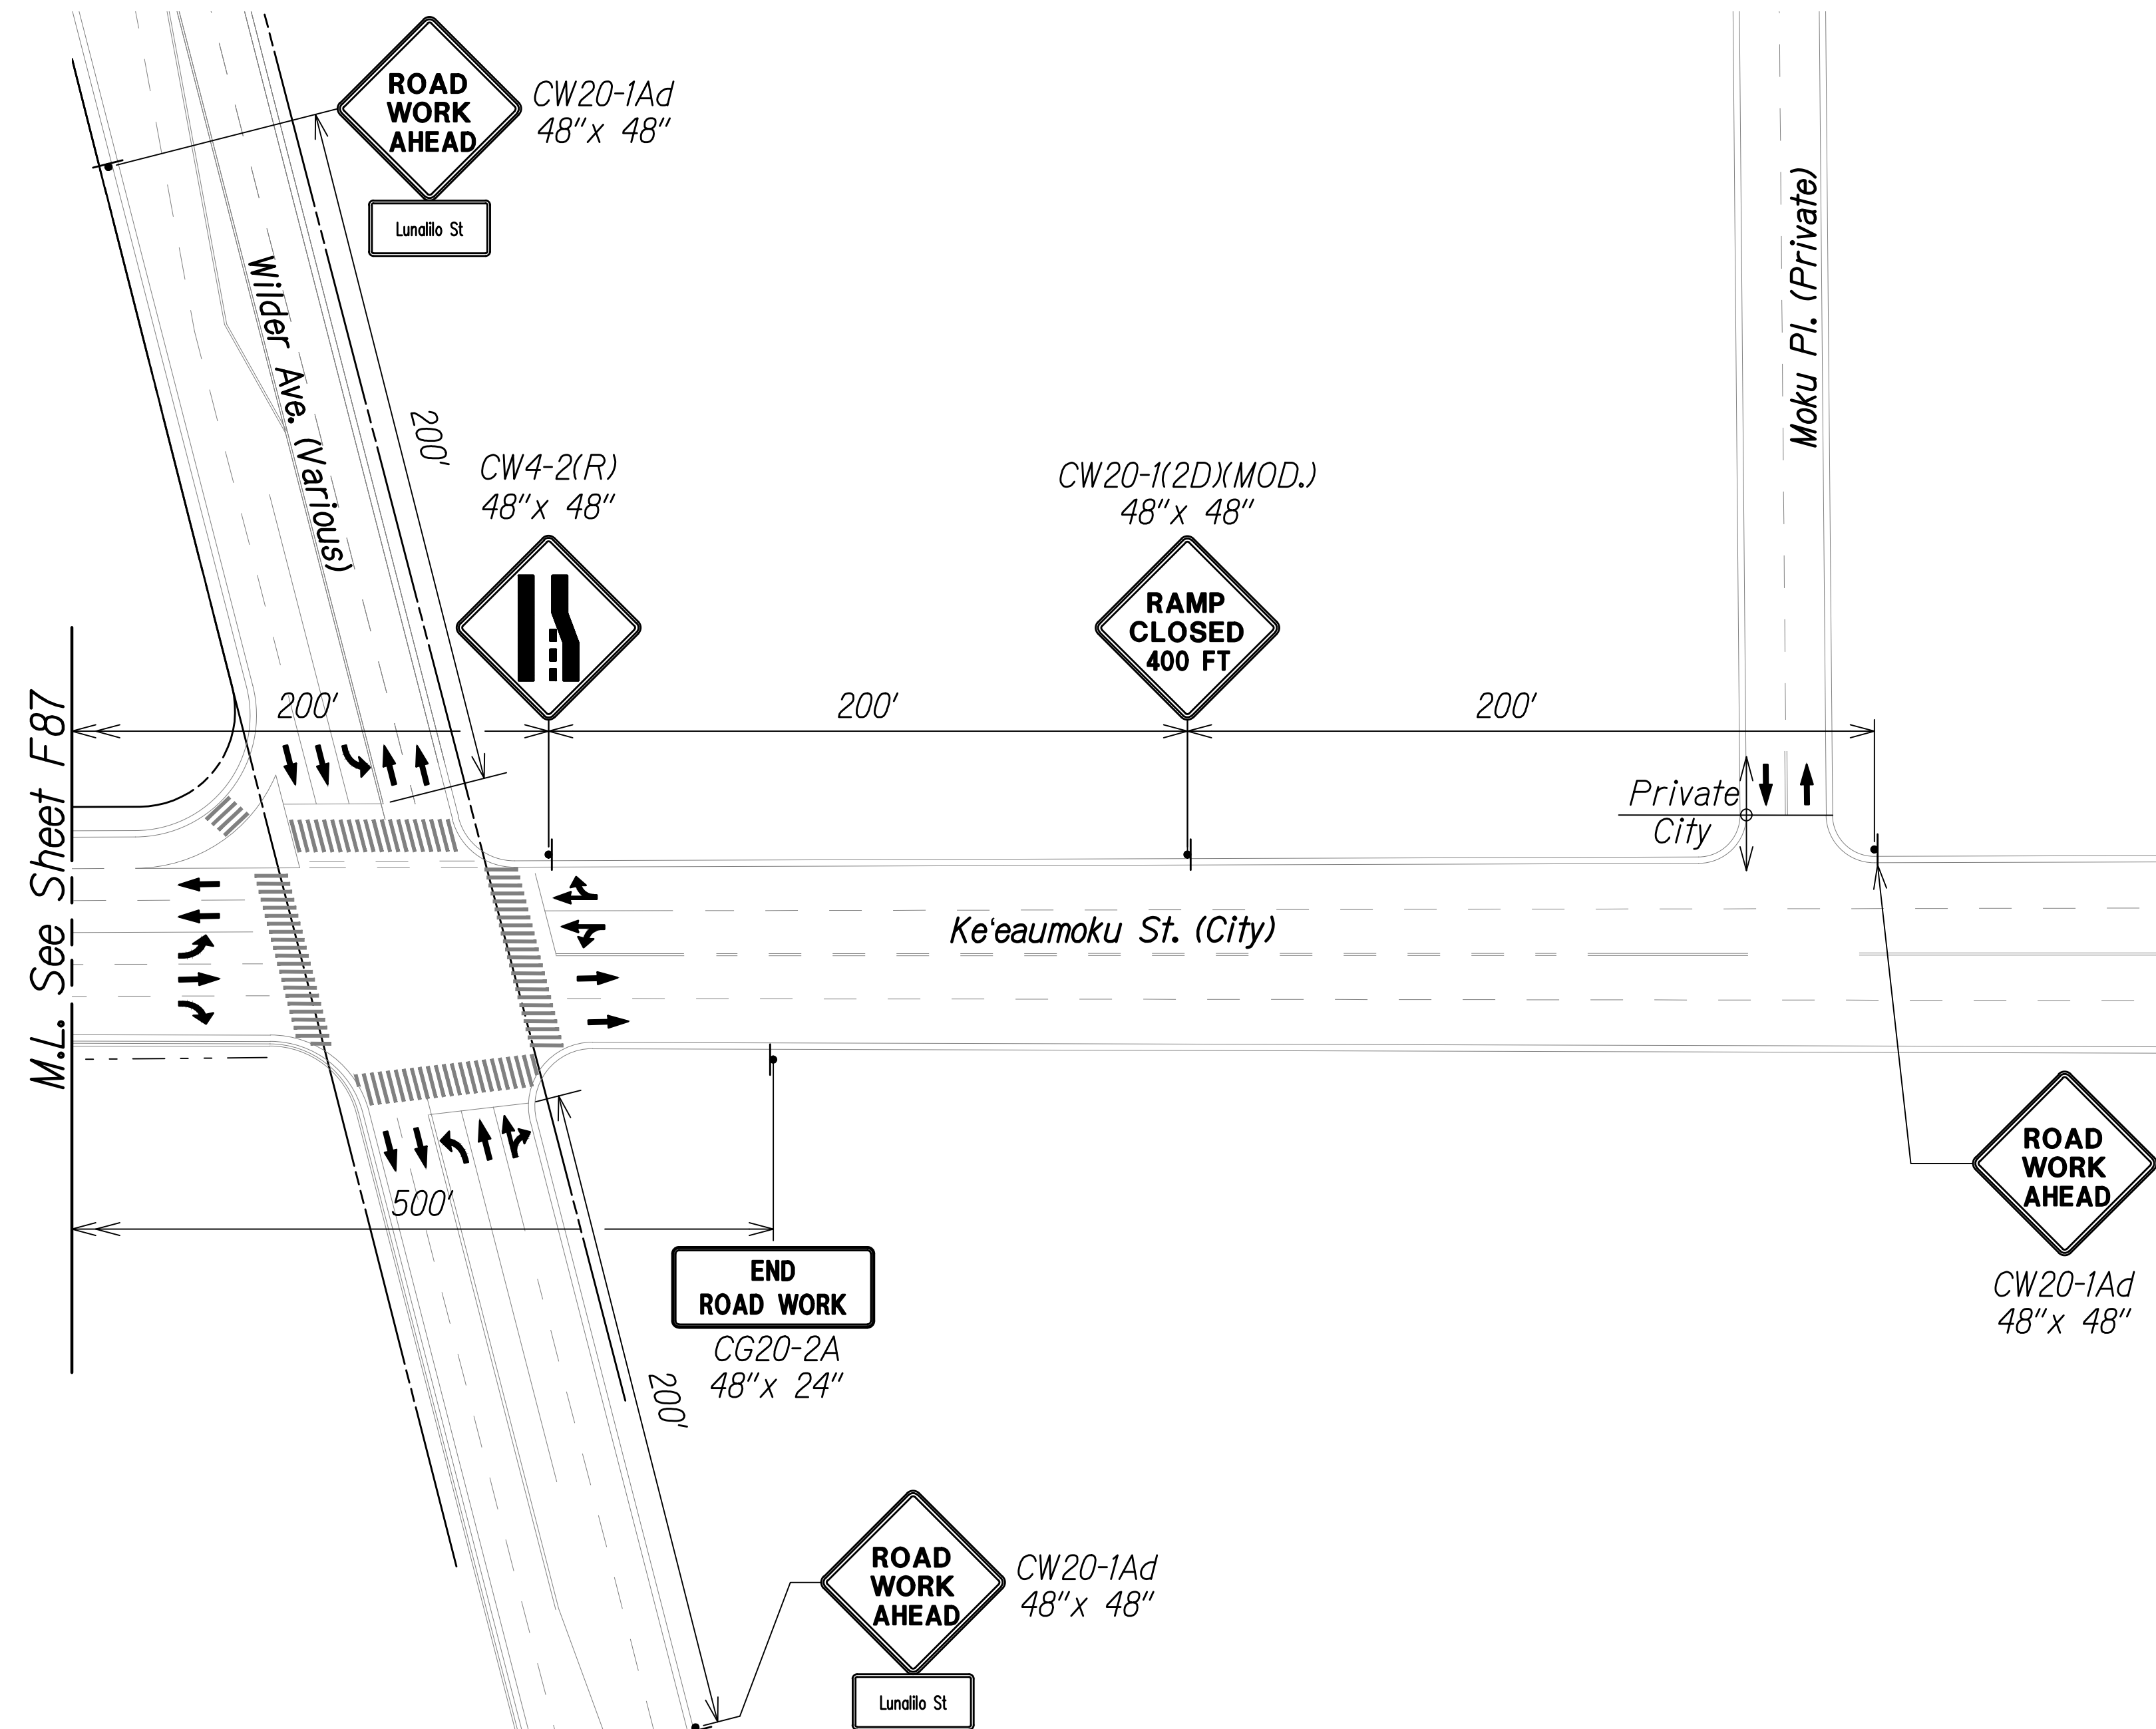 ROAD
WORK
AHEAD
CW20-1Ad
48"x 48"
Lunalilo St
Wilder Ave. (Various)
200'
Moku Pl. (Private)
CW4-2(R)
48"x 48"
CW20-1(2D)(MOD.)
48"x 48"
RAMP
CLOSED
400 FT
200'
200'
200'
M.L. See Sheet F87
Private
City
Ke‘eaumoku St. (City)
ROAD
WORK
AHEAD
CW20-1Ad
48"x 48"
500'
END
ROAD WORK
CG20-2A
48"x 24"
200'
ROAD
WORK
AHEAD
CW20-1Ad
48"x 48"
Lunalilo St